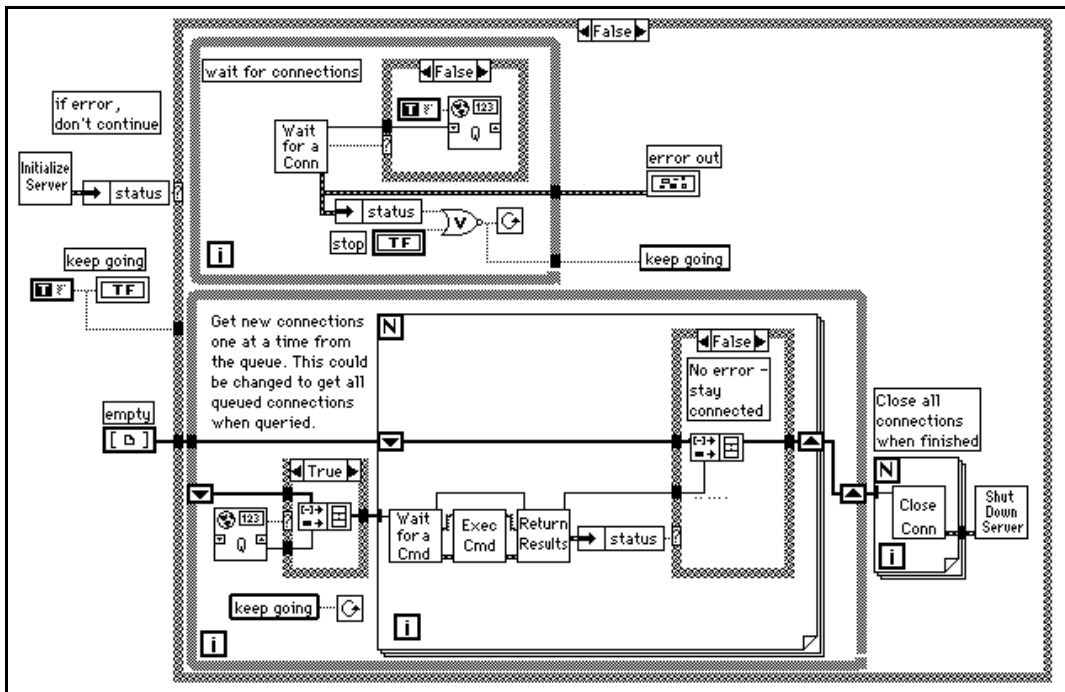 False
wait for connections
False
if error,
don't continue
T F
123
Q
Wait
for a
Conn
Initialize
Server
status
error out
status
V
stop
TF
i
keep going
keep going
T F
TF
Get new connections
one at a time from
the queue. This could
be changed to get all
queued connections
when queried.
N
False
No error -
stay
connected
empty
Close all
connections
when finished
True
N
123
Q
Wait
for a
Cmd
Exec
Cmd
Return
Results
status
Close
Conn
Shut
Down
Server
i
keep going
i
i